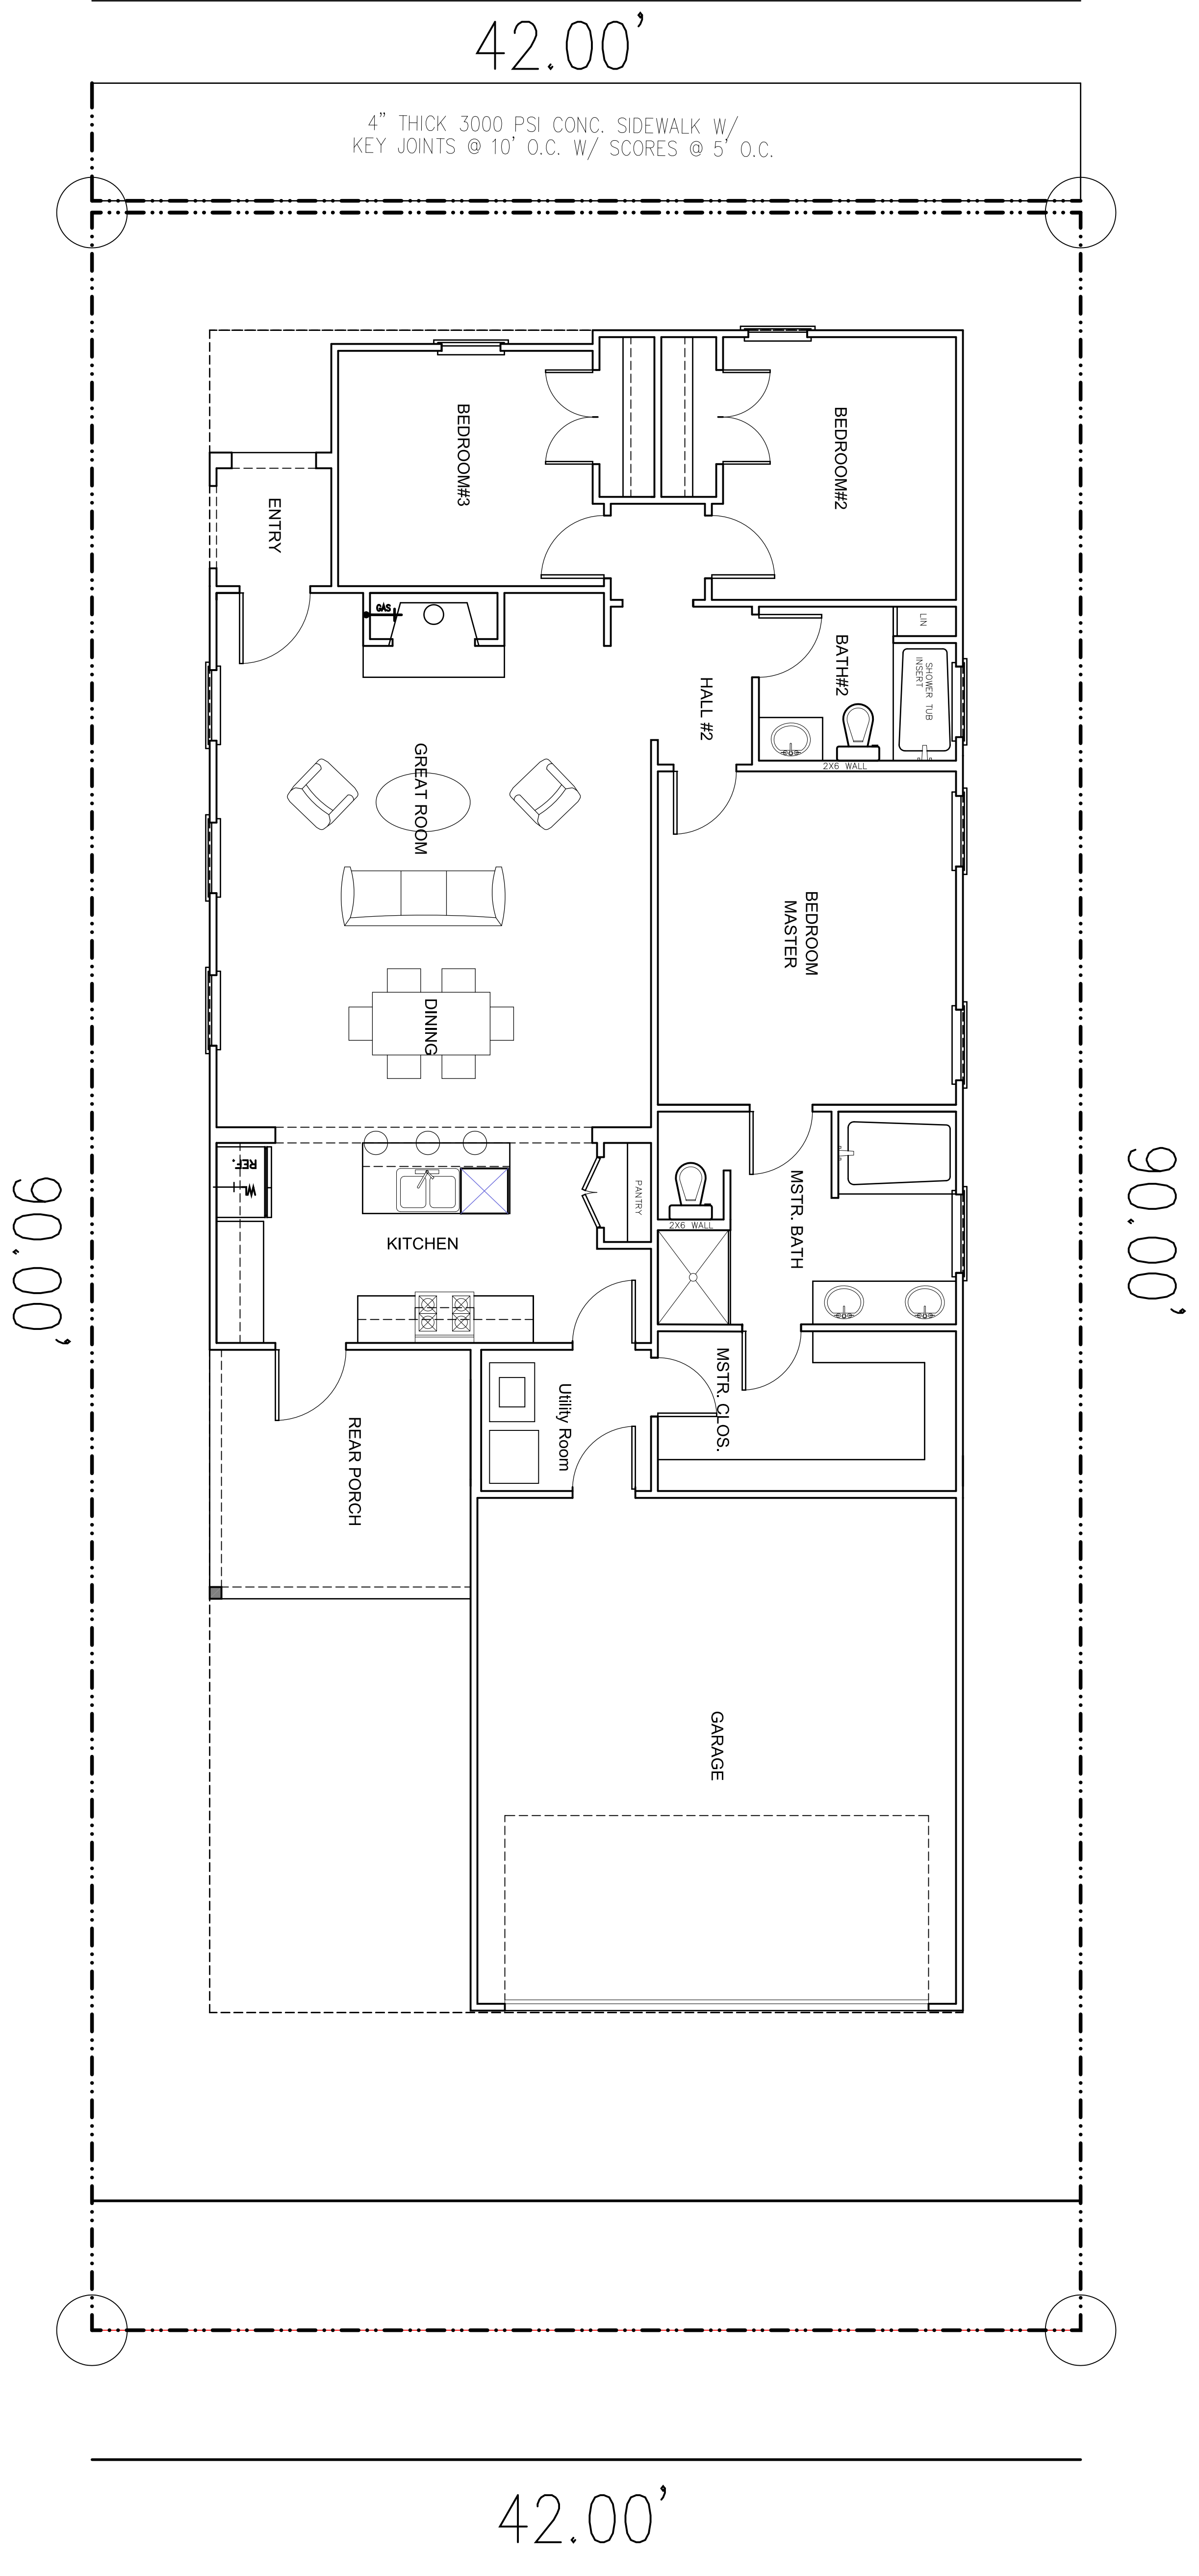 42.00'
4" THICK 3000 PSI CONC. SIDEWALK W/
KEY JOINTS @ 10' O.C. W/ SCORES @ 5' O.C.
BEDROOM#3
BEDROOM#2
ENTRY
GAS
LIN
BATH#2
SHOWER TUB
INSERT
HALL #2
2X6 WALL
GREAT ROOM
BEDROOM
MASTER
DINING
REF.
W/L
PANTRY
MSTR. BATH
2X6 WALL
KITCHEN
90.00'
90.00'
MSTR. CLOS.
Utility Room
REAR PORCH
GARAGE
42.00'